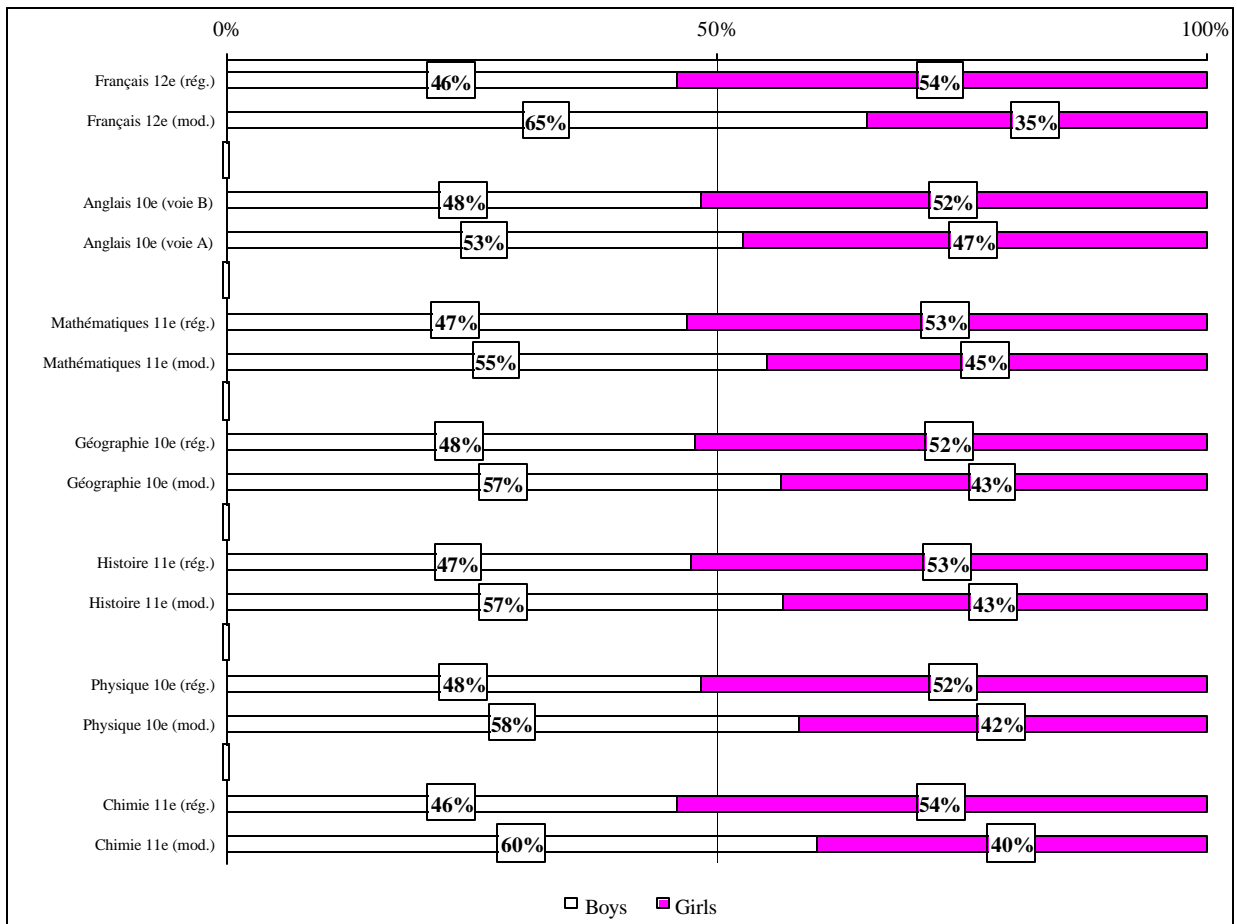 0% 50% 100%
Français 12e (rég.) 46% 54%
Français 12e (mod.) 65% 35%
Anglais 10e (voie B) 48% 52%
Anglais 10e (voie A) 53% 47%
Mathématiques 11e (rég.) 47% 53%
Mathématiques 11e (mod.) 55% 45%
Géographie 10e (rég.) 48% 52%
Géographie 10e (mod.) 57% 43%
Histoire 11e (rég.) 47% 53%
Histoire 11e (mod.) 57% 43%
Physique 10e (rég.) 48% 52%
Physique 10e (mod.) 58% 42%
Chimie 11e (rég.) 46% 54%
Chimie 11e (mod.) 60% 40%
Boys Girls